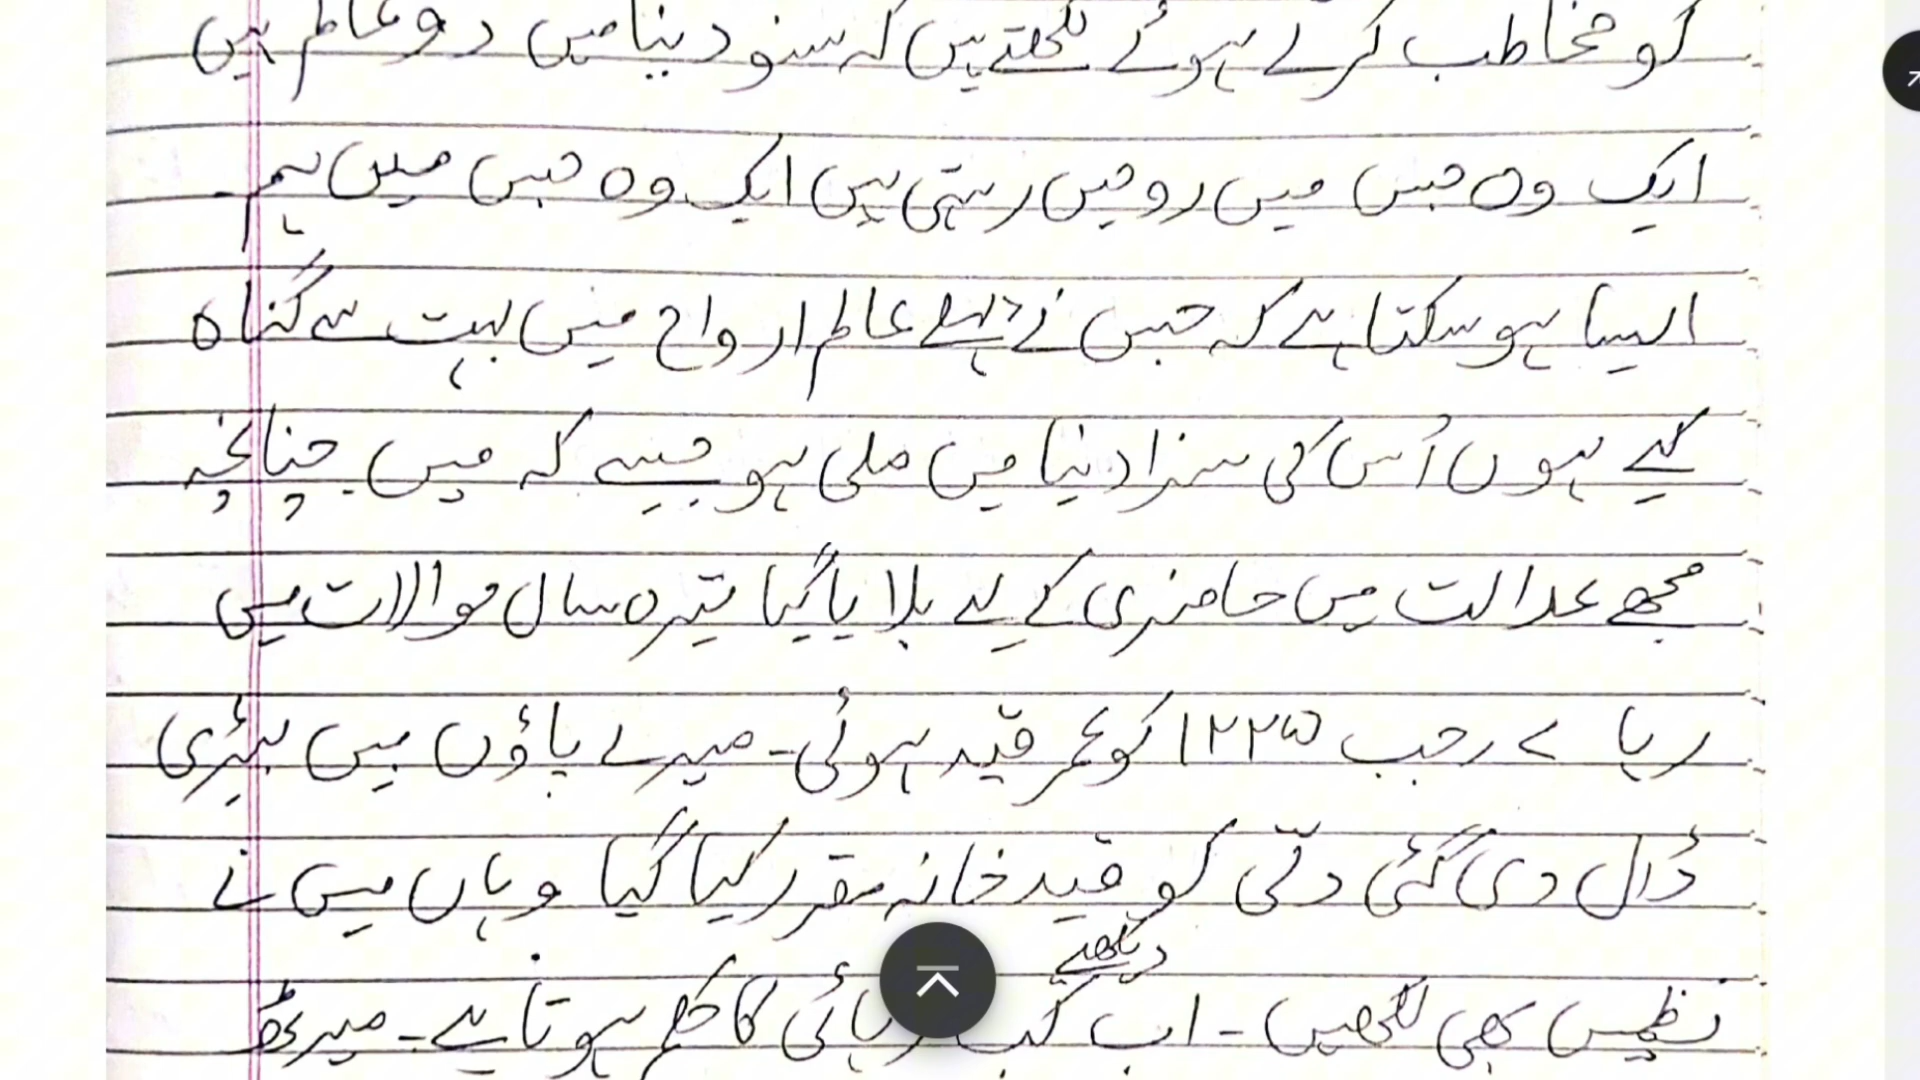 کو مخاطب کرتے ہوئے لکھتے ہیں کہ سنو دنیا میں دو عالم ہیں
ایک وہ جس میں روحیں رہتی ہیں ایک وہ جس میں ہم۔
ایسا ہو سکتا ہے کہ جس نے پہلے عالم ارواح میں بہت سے گناہ
کیے ہوں اُس کی سزا دنیا میں ملی ہو جیسے کہ میں۔ چنانچہ
مجھے عدالت میں حاضری کے لیے بلایا گیا تیرہ سال حوالات میں
رہا ۷ رجب ۱۲۲۵ کو عمر قید ہوئی۔ میرے پاؤں میں بیڑی
ڈال دی گئی دلّی کو قید خانہ مقرر کیا گیا وہاں میں نے
دیکھیے
نظمیں بھی لکھیں۔ اب کب رہائی کا حکم ہوتا ہے۔ میرٹھ